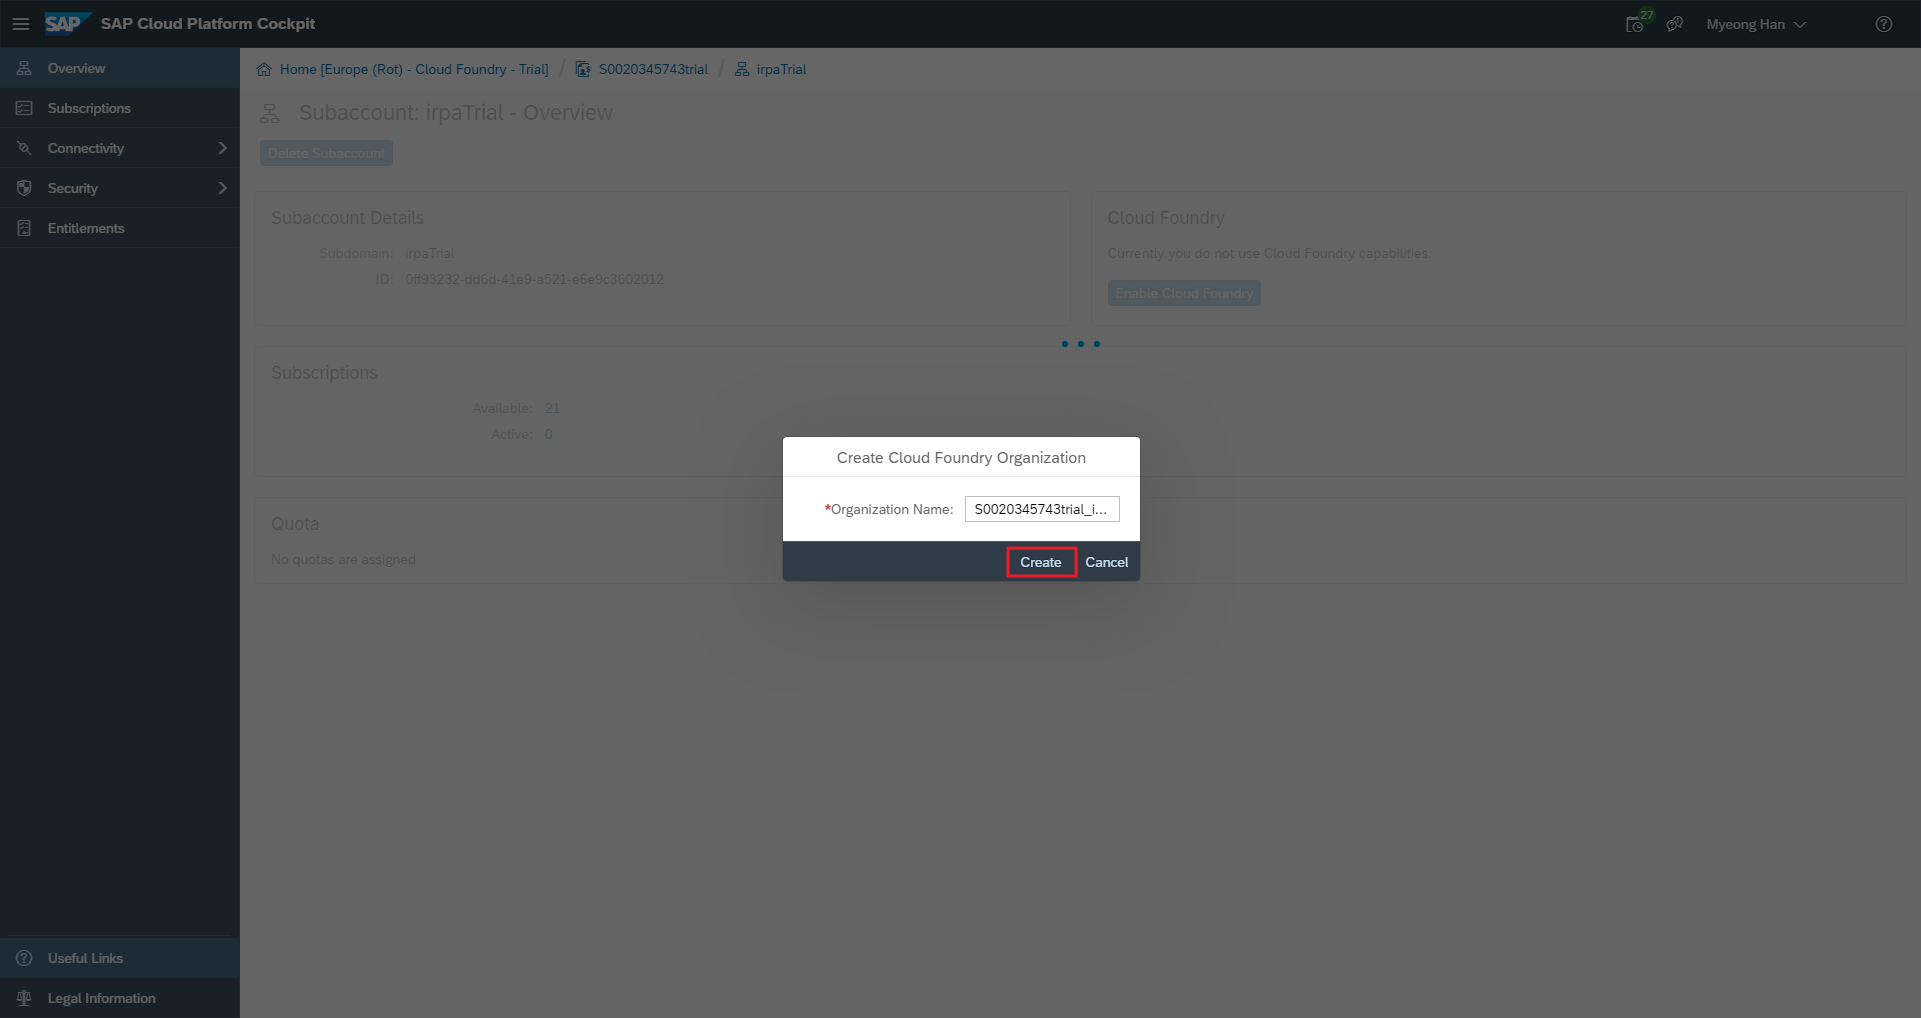 SAP SAP Cloud Platform Cockpit
27
Myeong Han
Overview
Subscriptions
Connectivity
Security
Entitlements
Useful Links
Legal Information
Home [Europe (Rot) - Cloud Foundry - Trial] / S0020345743trial / irpaTrial
Subaccount: irpaTrial - Overview
Delete Subaccount
Subaccount Details
Subdomain: irpaTrial
ID: 0ff93232-dd6d-41e9-a521-e6e9c3602012
Cloud Foundry
Currently you do not use Cloud Foundry capabilities.
Enable Cloud Foundry
Subscriptions
Available: 21
Active: 0
Quota
No quotas are assigned
Create Cloud Foundry Organization
*Organization Name: S0020345743trial_i...
Create Cancel